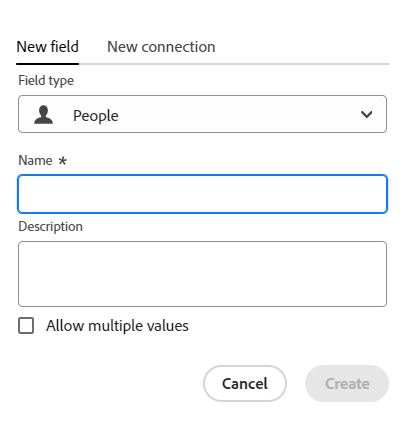 New field New connection
Field type
People
Name *
Description
Allow multiple values
Cancel Create